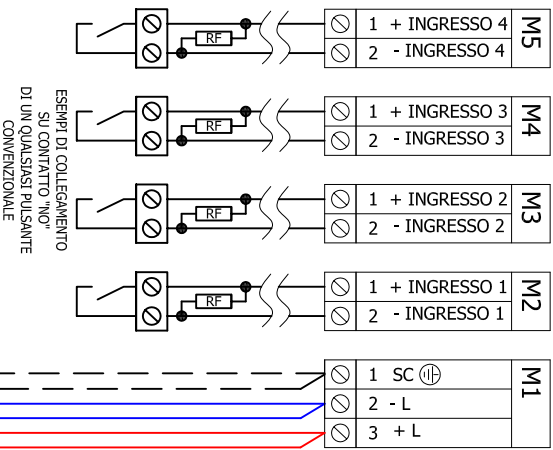 1 + INGRESSO 4
2 - INGRESSO 4
M5
RF
1 + INGRESSO 3
2 - INGRESSO 3
M4
RF
1 + INGRESSO 2
2 - INGRESSO 2
M3
RF
1 + INGRESSO 1
2 - INGRESSO 1
M2
RF
1 SC
2 - L
3 + L
M1
ESEMPI DI COLLEGAMENTO
SU CONTATTO "NO"
DI UN QUALSIASI PULSANTE
CONVENZIONALE